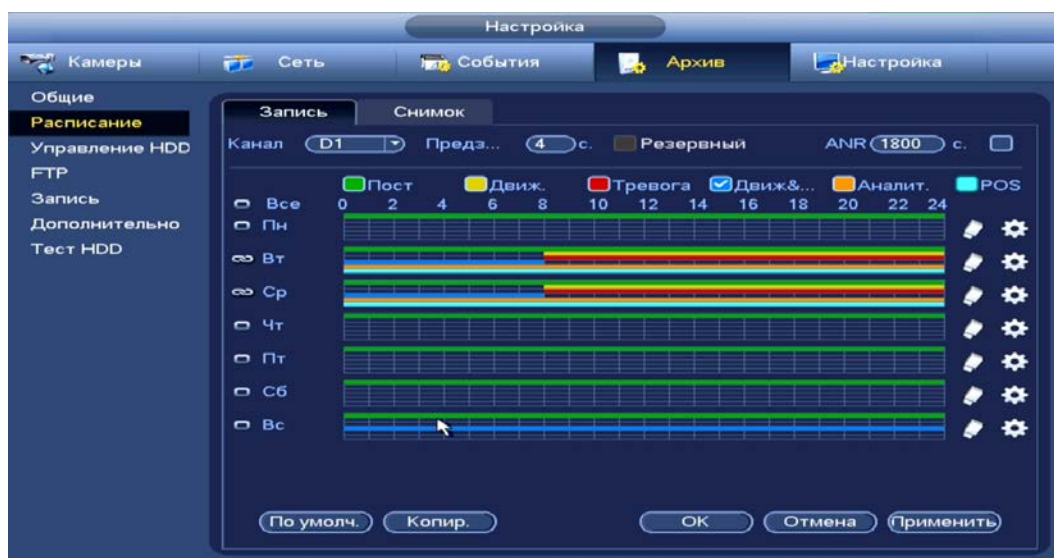 Настройка
Камеры Сеть События Архив Настройка
Общие
Расписание
Управление HDD
FTP
Запись
Дополнительно
Тест HDD
Запись Снимок
Канал D1 Предз... 4 с. Резервный ANR 1800 с.
Пост Движ. Тревога Движ&... Аналит. POS
Все 0 2 4 6 8 10 12 14 16 18 20 22 24
Пн
Вт
Ср
Чт
Пт
Сб
Вс
По умолч. Копир. OK Отмена Применить